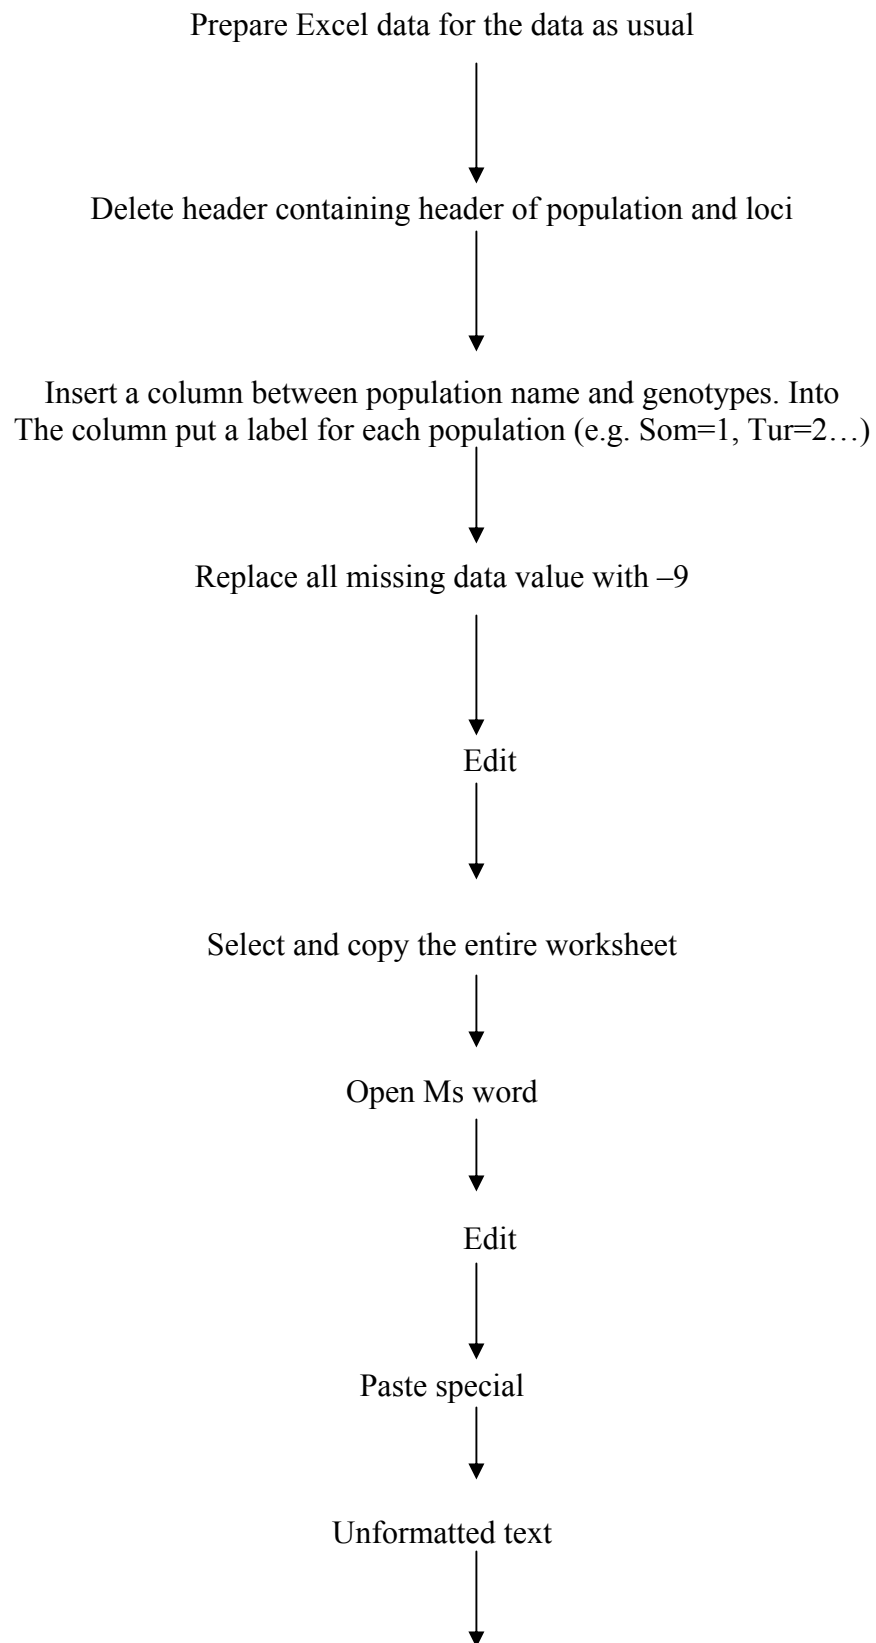 Prepare Excel data for the data as usual
Delete header containing header of population and loci
Insert a column between population name and genotypes. Into
The column put a label for each population (e.g. Som=1, Tur=2…)
Replace all missing data value with –9
Edit
Select and copy the entire worksheet
Open Ms word
Edit
Paste special
Unformatted text